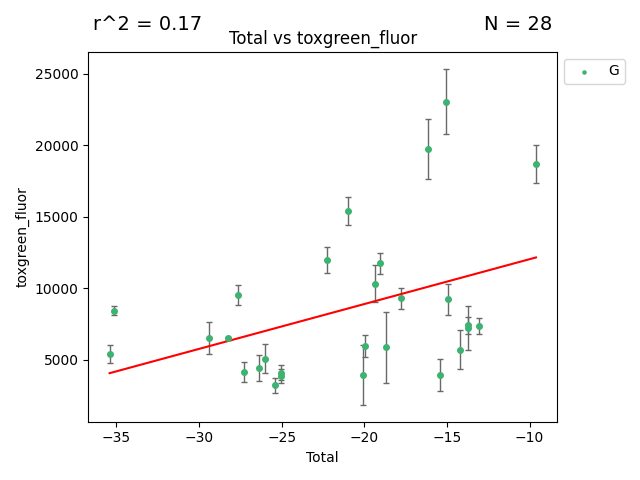 r^2 = 0.17
N = 28
Total vs toxgreen_fluor
G
25000
20000
15000
10000
5000
toxgreen_fluor
−35
−30
−25
−20
−15
−10
Total